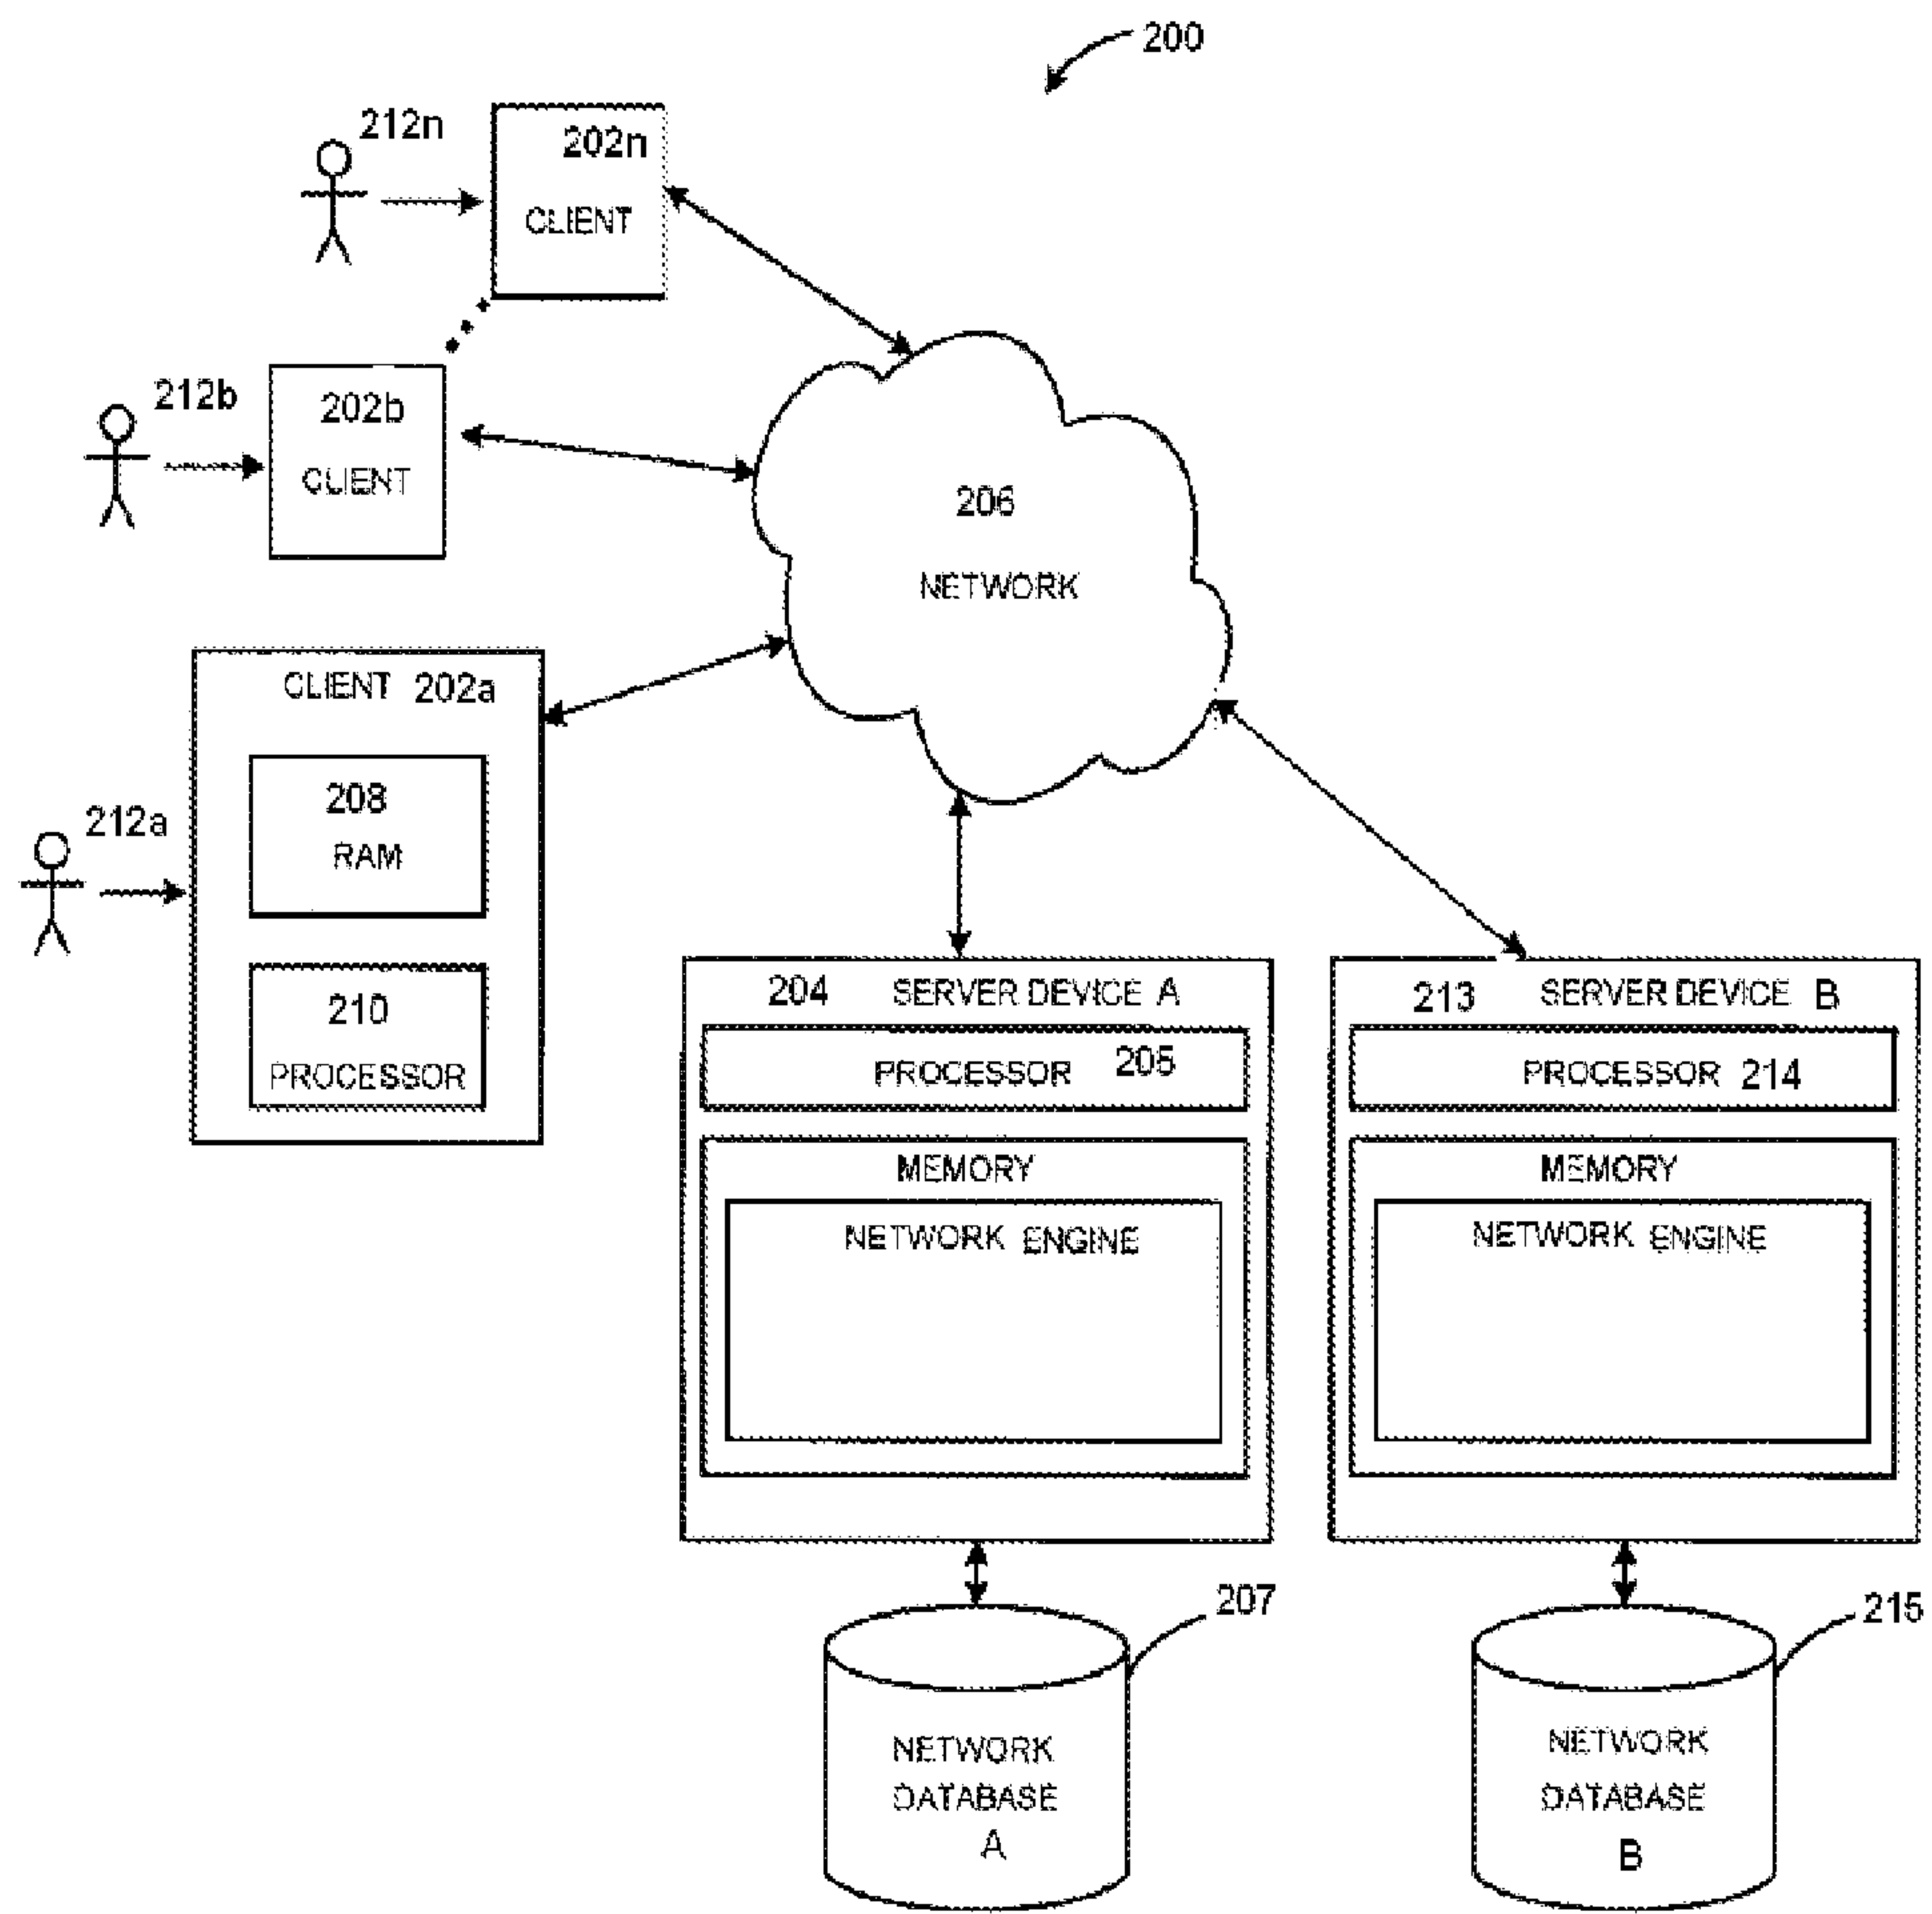 200
212n
202n
CLIENT
212b
202b
CLIENT
206
NETWORK
CLIENT 202a
208
RAM
212a
210
PROCESSOR
204 SERVER DEVICE A
PROCESSOR 205
MEMORY
NETWORK ENGINE
213 SERVER DEVICE B
PROCESSOR 214
MEMORY
NETWORK ENGINE
207
NETWORK
DATABASE
A
215
NETWORK
DATABASE
B